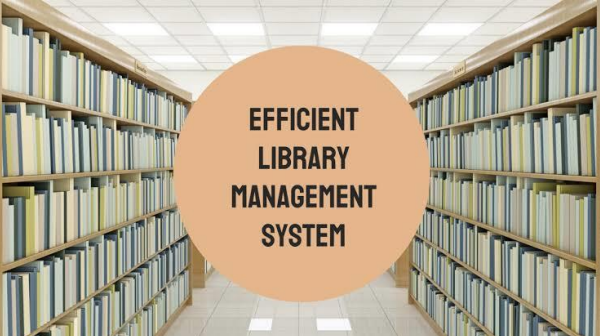 EFFICIENT
LIBRARY
MANAGEMENT
SYSTEM